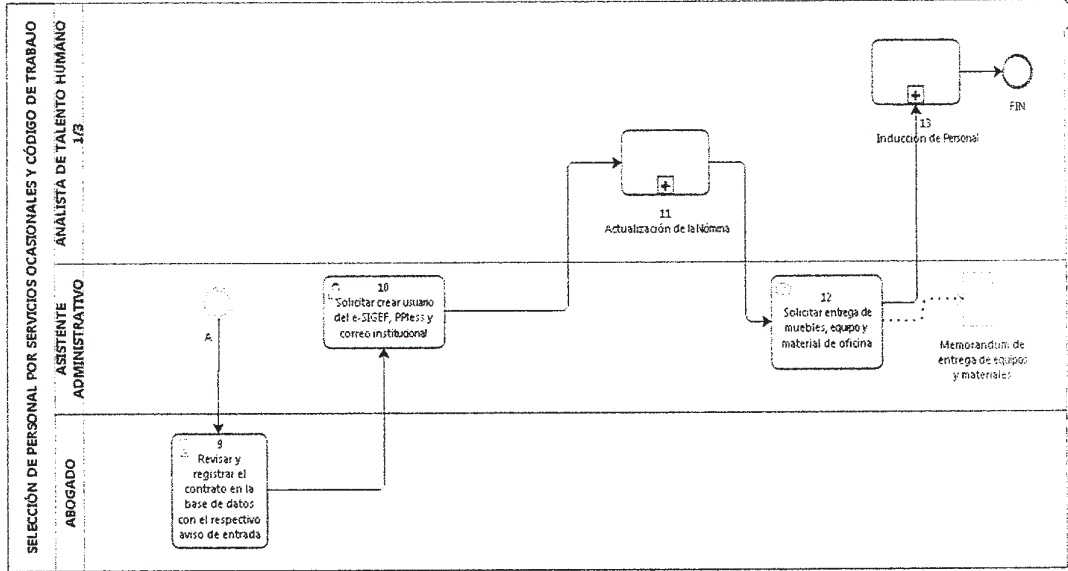 SELECCIÓN DE PERSONAL POR SERVICIOS OCASIONALES Y CÓDIGO DE TRABAJO
ANALISTA DE TALENTO HUMANO
1/3
13
Inducción de Personal
FIN
11
Actualización de la Nómina
ASISTENTE
ADMINISTRATIVO
A
10
Solicitar crear usuario
del e-SIGEF, PPless y
correo institucional
12
Solicitar entrega de
muebles, equipo y
material de oficina
Memorandum de
entrega de equipos
y materiales
ABOGADO
9
Revisar y
registrar el
contrato en la
base de datos
con el respectivo
aviso de entrada